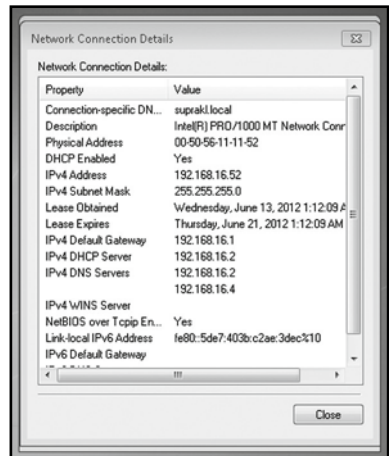 Network Connection Details
Network Connection Details:
Property Value
Connection-specific DN... suprakl.local
Description Intel(R) PRO/1000 MT Network Conr
Physical Address 00-50-56-11-11-52
DHCP Enabled Yes
IPv4 Address 192.168.16.52
IPv4 Subnet Mask 255.255.255.0
Lease Obtained Wednesday, June 13, 2012 1:12:09 A
Lease Expires Thursday, June 21, 2012 1:12:09 AM
IPv4 Default Gateway 192.168.16.1
IPv4 DHCP Server 192.168.16.2
IPv4 DNS Servers 192.168.16.2
192.168.16.4
IPv4 WINS Server
NetBIOS over Tcpip En... Yes
Link-local IPv6 Address fe80::5de7:403b:c2ae:3dec%10
IPv6 Default Gateway
Close